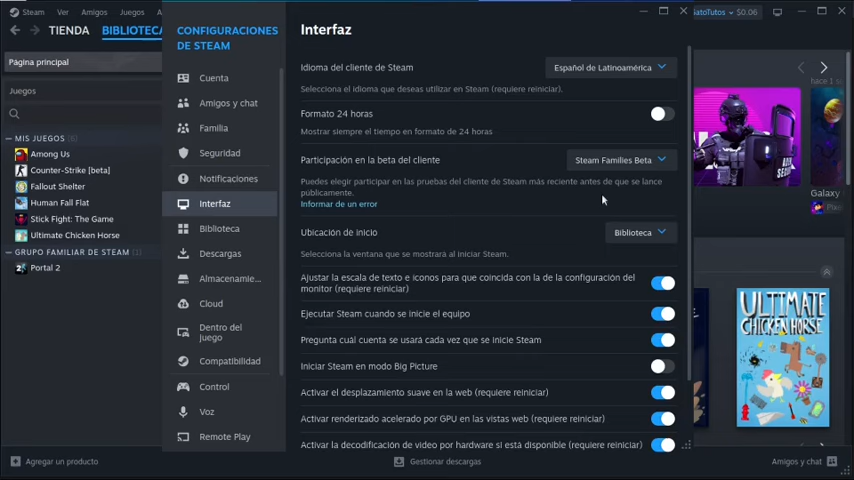 Steam Ver Amigos Juegos
atoTutos $0.06
TIENDA BIBLIOTECA
Página principal
Juegos
MIS JUEGOS (6)
Among Us
Counter-Strike [beta]
Fallout Shelter
Human Fall Flat
Stick Fight: The Game
Ultimate Chicken Horse
GRUPO FAMILIAR DE STEAM (1)
Portal 2
CONFIGURACIONES
DE STEAM
Cuenta
Amigos y chat
Familia
Seguridad
Notificaciones
Interfaz
Biblioteca
Descargas
Almacenamie...
Cloud
Dentro del
juego
Compatibilidad
Control
Voz
Remote Play
Interfaz
Idioma del cliente de Steam Español de Latinoamérica
Selecciona el idioma que deseas utilizar en Steam (requiere reiniciar).
Formato 24 horas
Mostrar siempre el tiempo en formato de 24 horas
Participación en la beta del cliente Steam Families Beta
Puedes elegir participar en las pruebas del cliente de Steam más reciente antes de que se lance
públicamente.
Informar de un error
Ubicación de inicio Biblioteca
Selecciona la ventana que se mostrará al iniciar Steam.
Ajustar la escala de texto e iconos para que coincida con la de la configuración del
monitor (requiere reiniciar)
Ejecutar Steam cuando se inicie el equipo
Pregunta cuál cuenta se usará cada vez que se inicie Steam
Iniciar Steam en modo Big Picture
Activar el desplazamiento suave en la web (requiere reiniciar)
Activar renderizado acelerado por GPU en las vistas web (requiere reiniciar)
Activar la decodificación de video por hardware si está disponible (requiere reiniciar)
hace 1 s
Galaxy
Plan
ULTIMATE
CHICKEN HORSE
Agregar un producto
Gestionar descargas
Amigos y chat